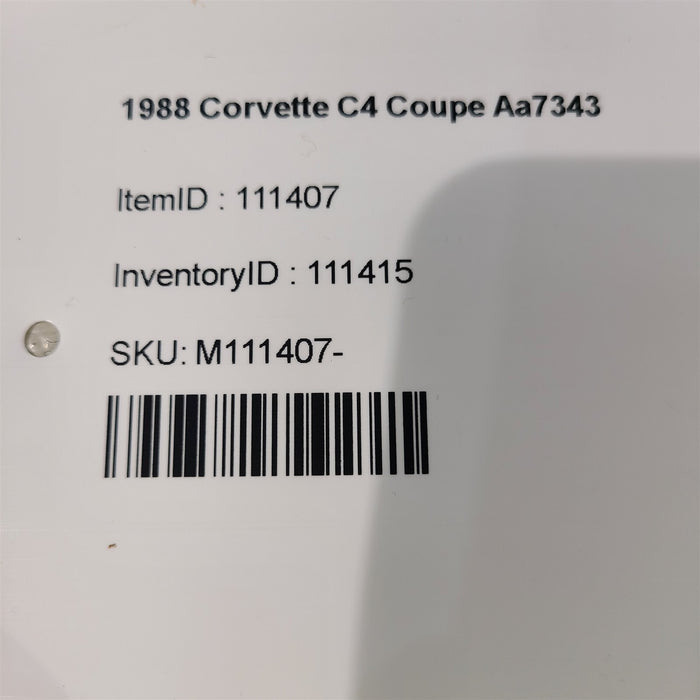 1988 Corvette C4 Coupe Aa7343
ItemID : 111407
InventoryID : 111415
SKU: M111407-